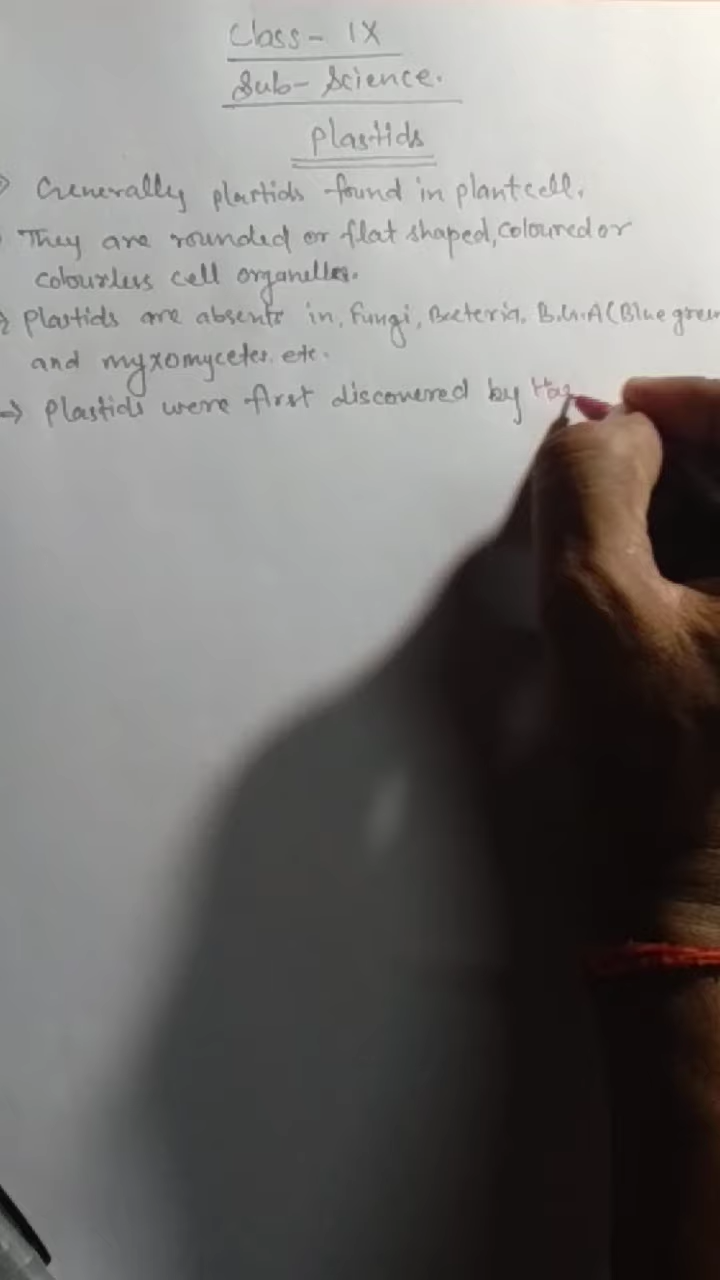 Class- IX
Sub- Science.
Plastids
Generally plastids found in plant cell.
They are rounded or flat shaped, coloured or
colourless cell organelles.
Plastids are absents in, Fungi, Bacteria, B.G.A (Blue green
and myxomycetes etc.
→ Plastids were first discovered by Ha